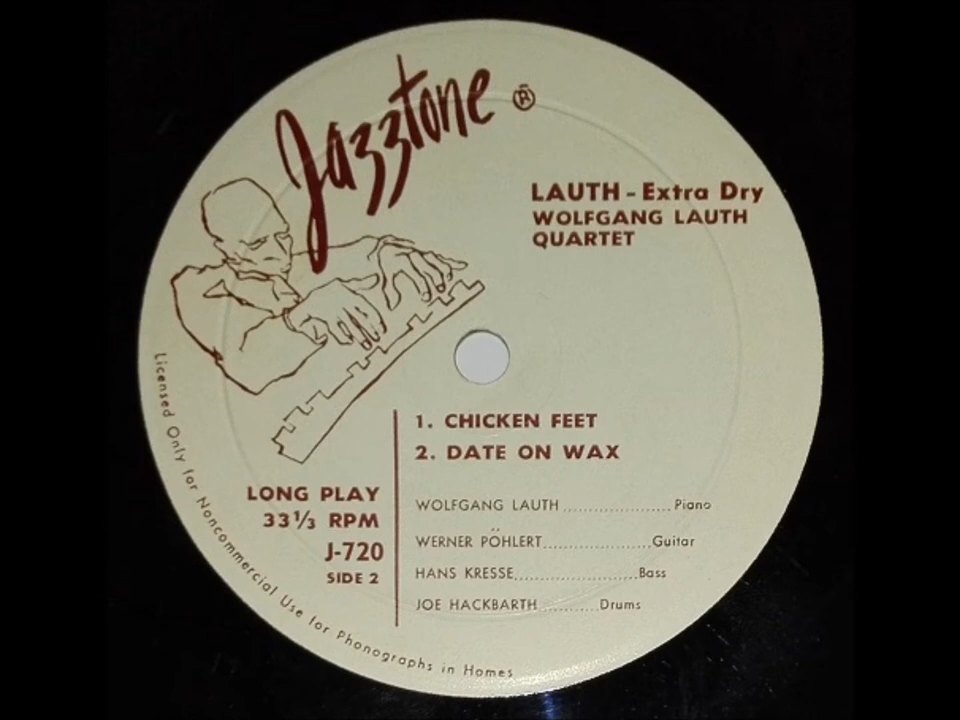 Jazztone ®
LAUTH - Extra Dry
WOLFGANG LAUTH
QUARTET
1. CHICKEN FEET
2. DATE ON WAX
LONG PLAY
33⅓ RPM
J-720
SIDE 2
WOLFGANG LAUTH......................Piano
WERNER PÖHLERT......................Guitar
HANS KRESSE.........................Bass
JOE HACKBARTH............Drums
Licensed Only for Noncommercial Use for Phonographs in Homes